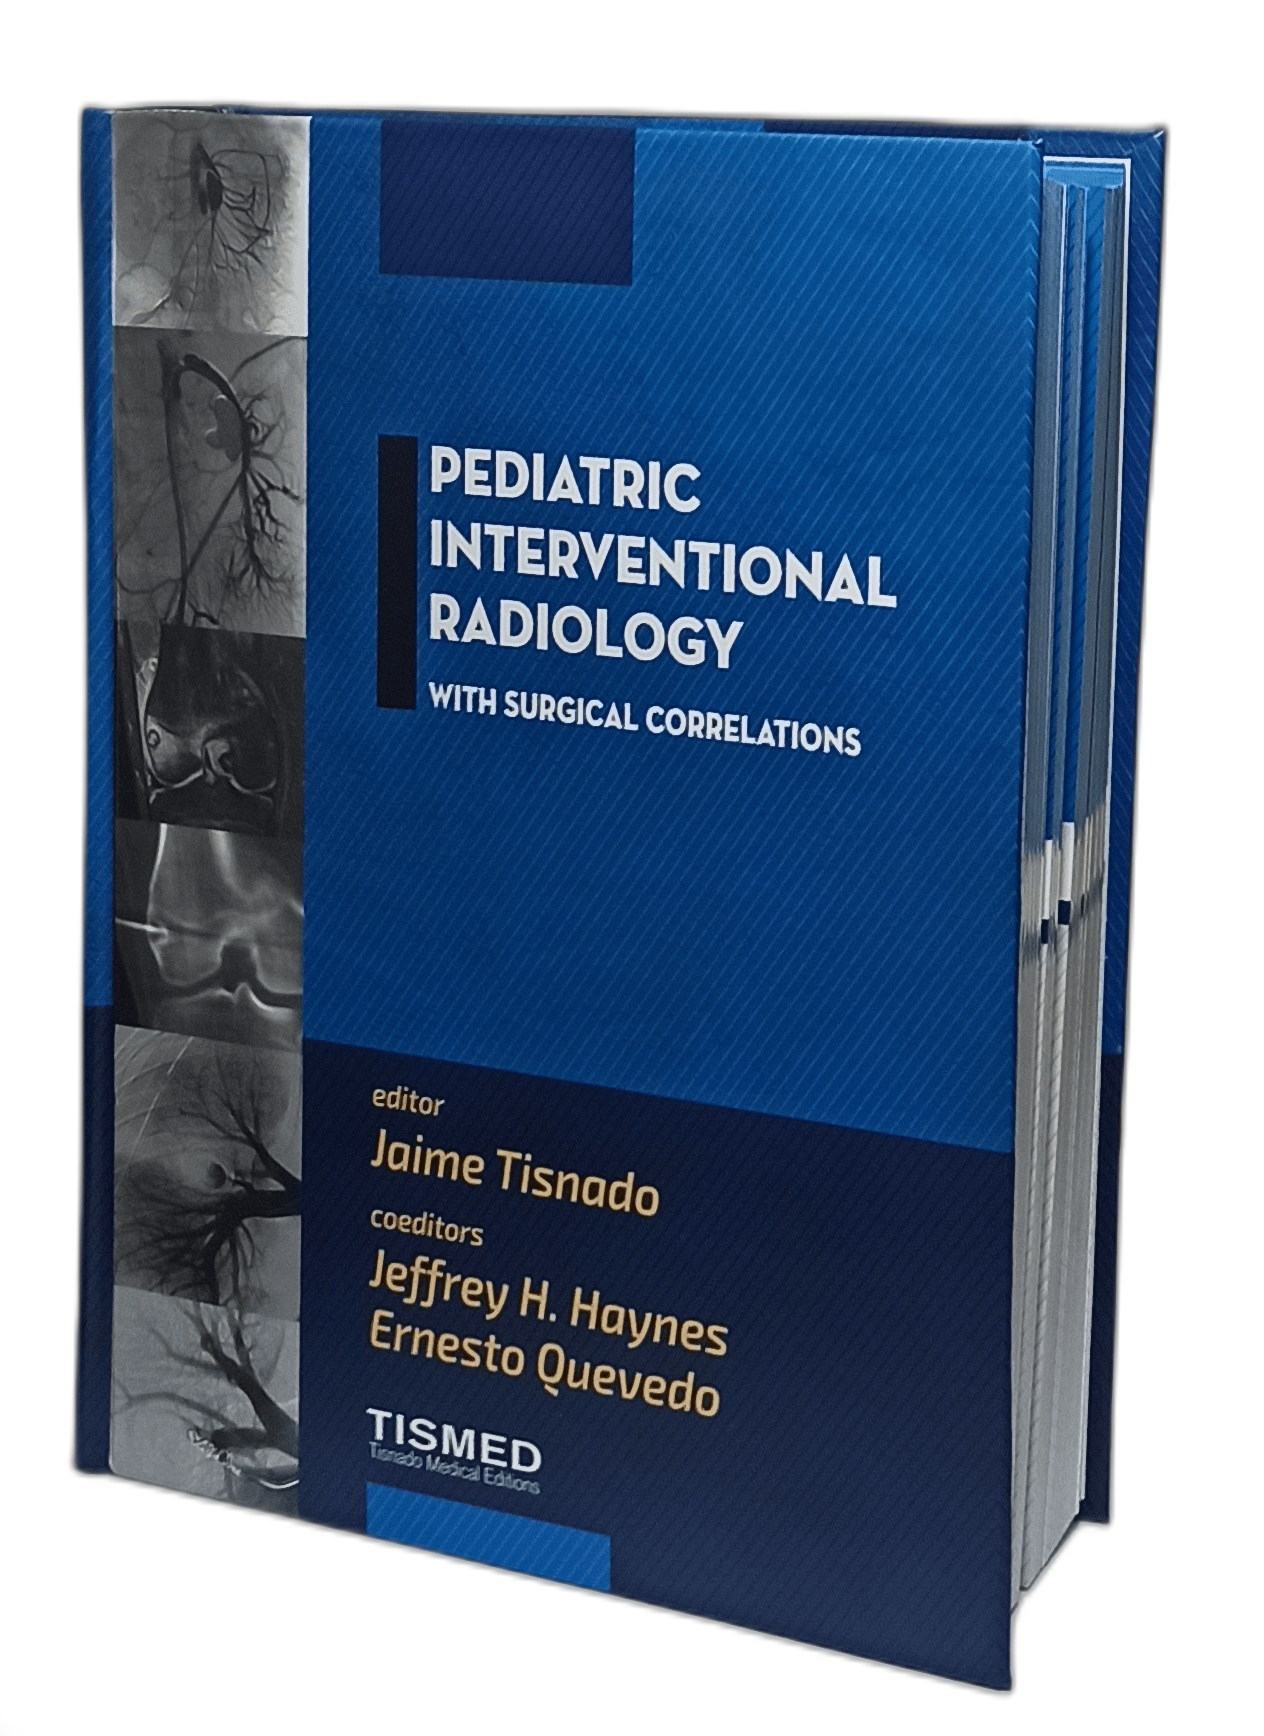 PEDIATRIC
INTERVENTIONAL
RADIOLOGY
WITH SURGICAL CORRELATIONS
editor
Jaime Tisnado
coeditors
Jeffrey H. Haynes
Ernesto Quevedo
TISMED
Tisnado Medical Editions